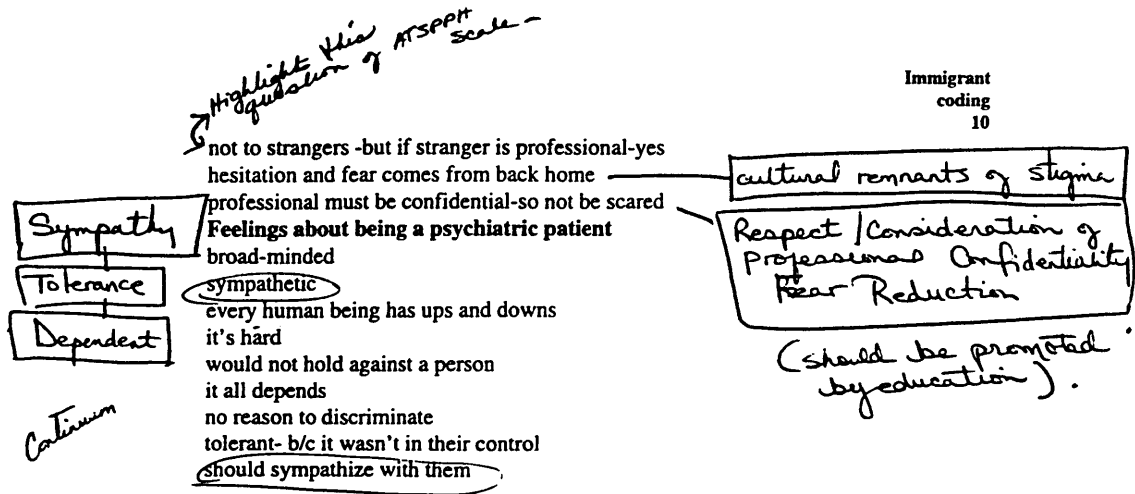 Highlight this
question of ATSPPH
scale -
Immigrant
coding
10
not to strangers -but if stranger is professional-yes
hesitation and fear comes from back home
professional must be confidential-so not be scared
Feelings about being a psychiatric patient
broad-minded
sympathetic
every human being has ups and downs
it's hard
would not hold against a person
it all depends
no reason to discriminate
tolerant- b/c it wasn't in their control
should sympathize with them
Sympathy
Tolerance
Dependent
Continuum
cultural remnants of stigma
Respect / Consideration of
professional Confidentiality
Fear Reduction
(should be promoted
by education).